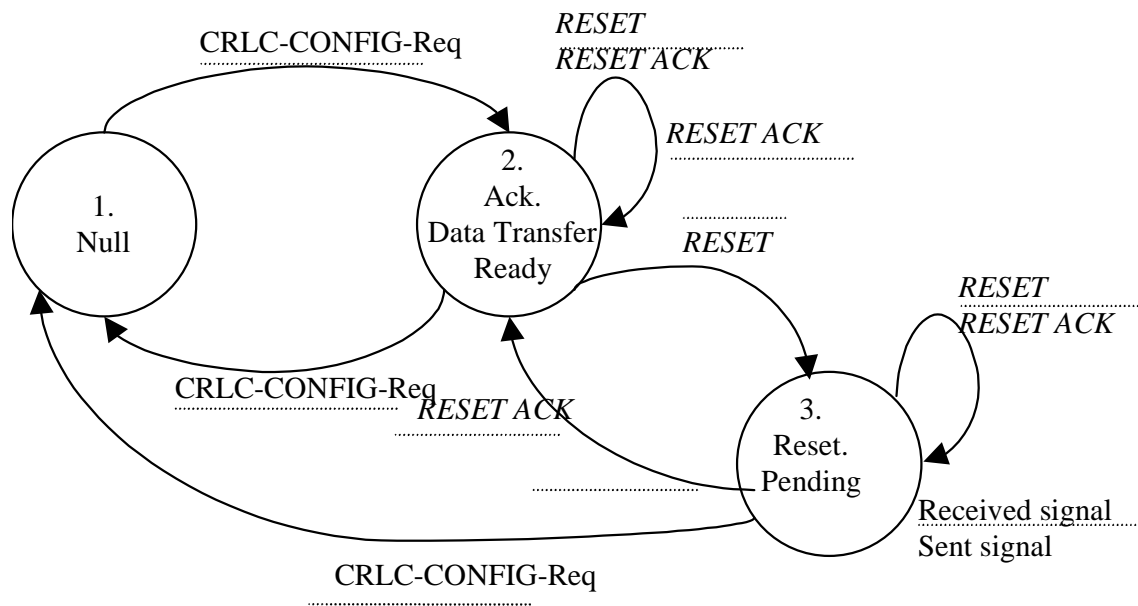 CRLC-CONFIG-Req
RESET
RESET ACK
RESET ACK
1.
Null
2.
Ack.
Data Transfer
Ready
RESET
RESET
RESET ACK
CRLC-CONFIG-Req
RESET ACK
3.
Reset.
Pending
Received signal
Sent signal
CRLC-CONFIG-Req